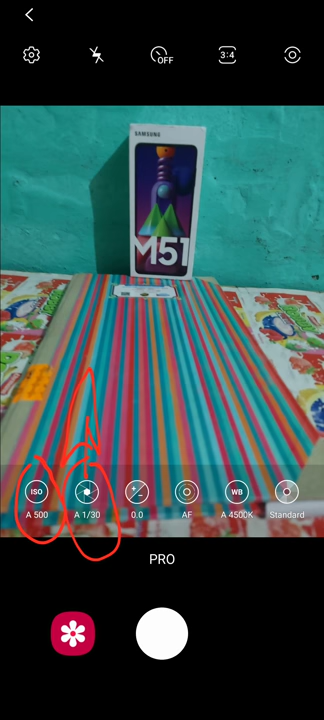 OFF
3:4
SAMSUNG
M51
ISO
WB
A 500
A 1/30
0.0
AF
A 4500K
Standard
PRO